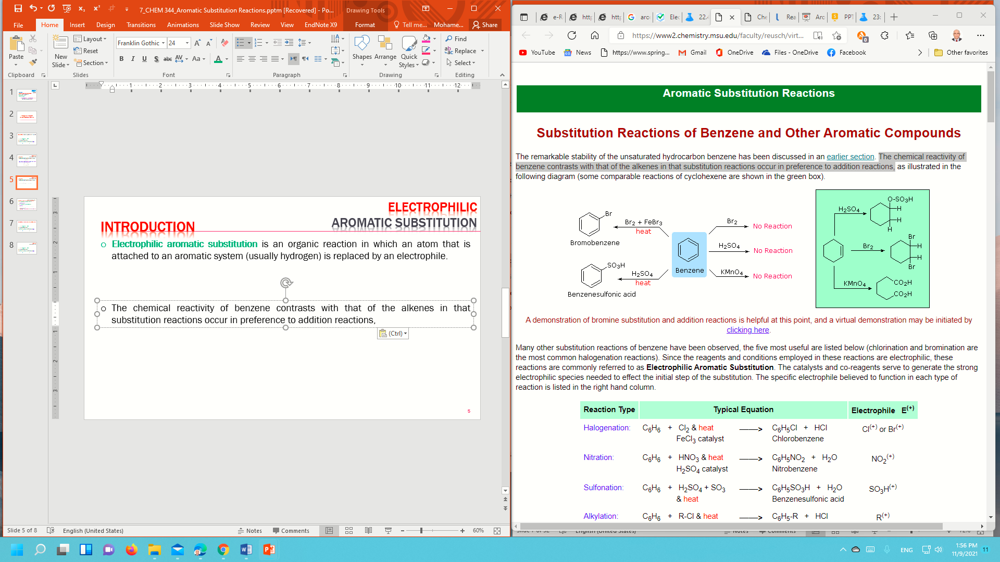 7_CHEM 344_Aromatic Substitution Reactions.pptm [Recovered] - Po...
Drawing Tools
File
Home
Insert
Design
Transitions
Animations
Slide Show
Review
View
EndNote X9
Format
Tell me...
Mohame...
Share
Paste
New
Slide
Layout
Reset
Section
Franklin Gothic
24
B I U S abc AV Aa A
Shapes
Arrange
Quick
Styles
Find
Replace
Select
Clipboard
Slides
Font
Paragraph
Drawing
Editing
1
2
3
4
5
6
7
8
ELECTROPHILIC
AROMATIC SUBSTITUTION
INTRODUCTION
o Electrophilic aromatic substitution is an organic reaction in which an atom that is
attached to an aromatic system (usually hydrogen) is replaced by an electrophile.
o The chemical reactivity of benzene contrasts with that of the alkenes in that
substitution reactions occur in preference to addition reactions,
(Ctrl)
5
Slide 5 of 8
English (United States)
Notes
Comments
60%
https://www2.chemistry.msu.edu/faculty/reusch/virt...
YouTube
News
https://www.spring...
Gmail
OneDrive
Files - OneDrive
Facebook
Other favorites
Aromatic Substitution Reactions
Substitution Reactions of Benzene and Other Aromatic Compounds
The remarkable stability of the unsaturated hydrocarbon benzene has been discussed in an earlier section. The chemical reactivity of
benzene contrasts with that of the alkenes in that substitution reactions occur in preference to addition reactions, as illustrated in the
following diagram (some comparable reactions of cyclohexene are shown in the green box).
Br
Br2 + FeBr3
heat
Bromobenzene
SO3H
H2SO4
heat
Benzenesulfonic acid
Benzene
Br2
No Reaction
H2SO4
No Reaction
KMnO4
No Reaction
H2SO4
O-SO3H
H
H
H
Br2
Br
H
H
Br
KMnO4
CO2H
CO2H
A demonstration of bromine substitution and addition reactions is helpful at this point, and a virtual demonstration may be initiated by
clicking here.
Many other substitution reactions of benzene have been observed, the five most useful are listed below (chlorination and bromination are
the most common halogenation reactions). Since the reagents and conditions employed in these reactions are electrophilic, these
reactions are commonly referred to as Electrophilic Aromatic Substitution. The catalysts and co-reagents serve to generate the strong
electrophilic species needed to effect the initial step of the substitution. The specific electrophile believed to function in each type of
reaction is listed in the right hand column.
Reaction Type Typical Equation Electrophile E(+)
Halogenation: C6H6 + Cl2 & heat ——> C6H5Cl + HCl Cl(+) or Br(+)
FeCl3 catalyst Chlorobenzene
Nitration: C6H6 + HNO3 & heat ——> C6H5NO2 + H2O NO2(+)
H2SO4 catalyst Nitrobenzene
Sulfonation: C6H6 + H2SO4 + SO3 ——> C6H5SO3H + H2O SO3H(+)
& heat Benzenesulfonic acid
Alkylation: C6H6 + R-Cl & heat ——> C6H5-R + HCl R(+)
ENG
1:56 PM
11/9/2021
11